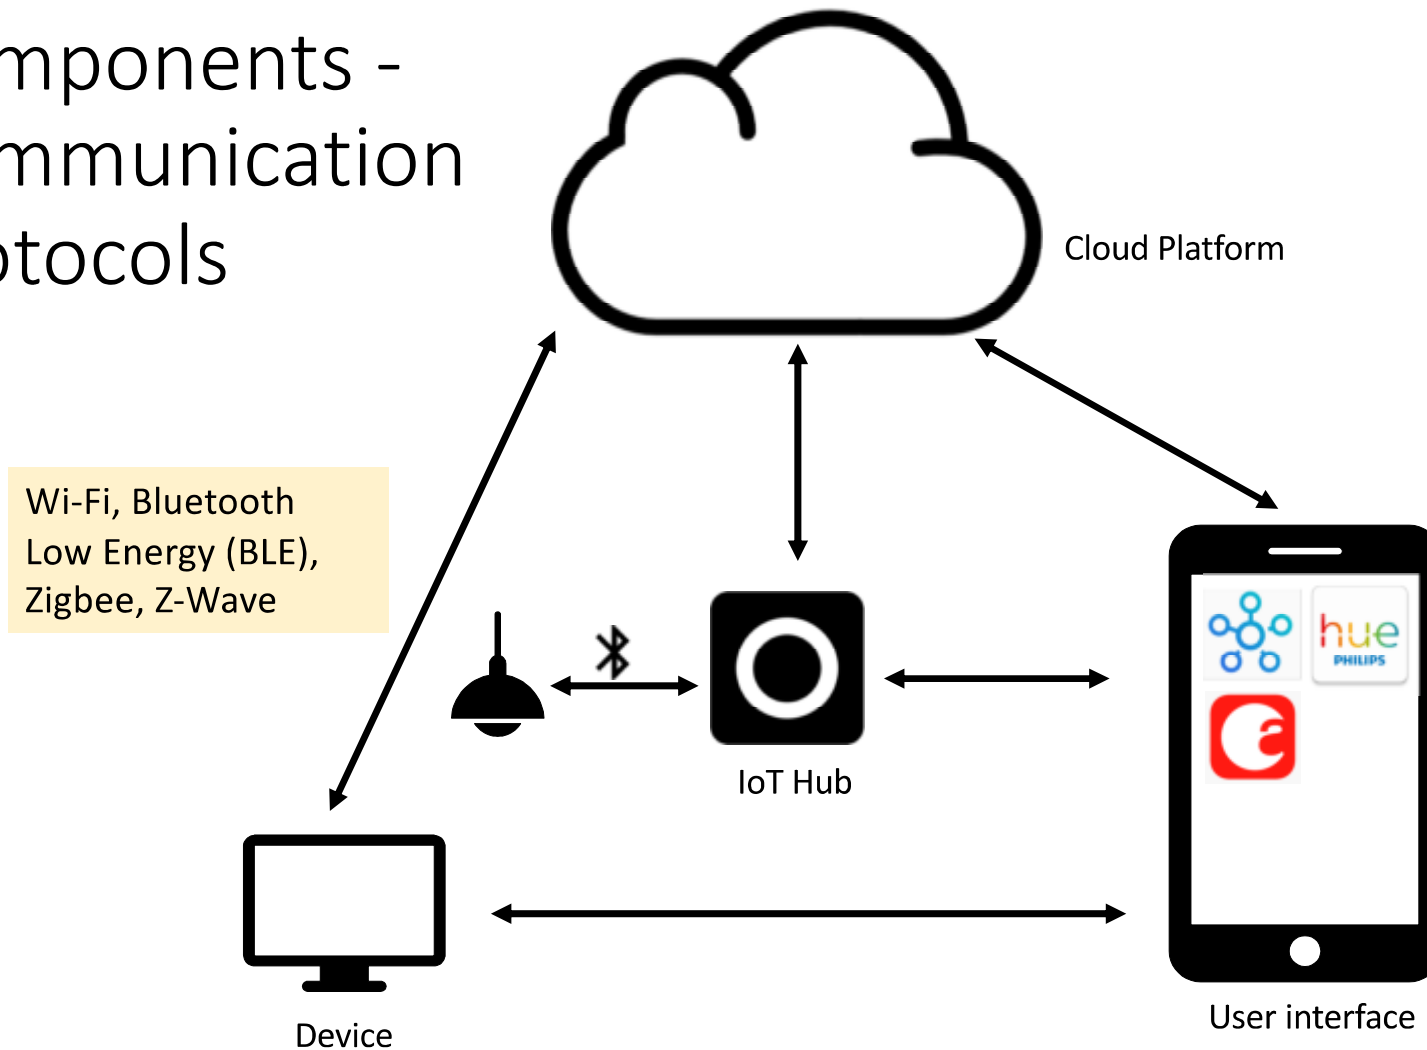 mponents -
mmunication
otocols
Cloud Platform
Wi-Fi, Bluetooth
Low Energy (BLE),
Zigbee, Z-Wave
hue
PHILIPS
a
IoT Hub
Device
User interface